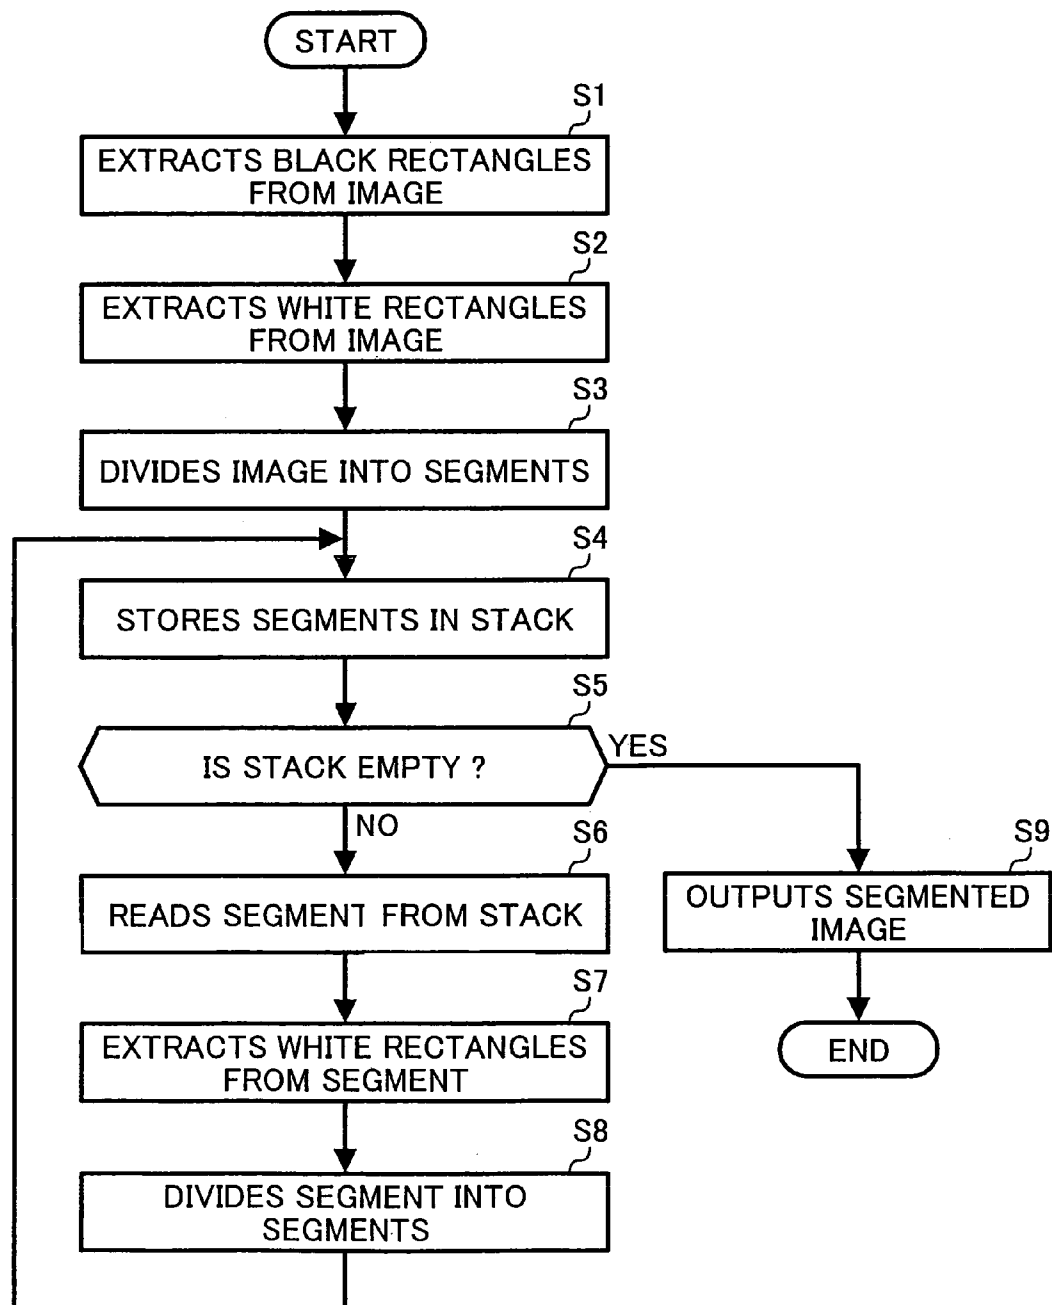 START
S1
EXTRACTS BLACK RECTANGLES
FROM IMAGE
S2
EXTRACTS WHITE RECTANGLES
FROM IMAGE
S3
DIVIDES IMAGE INTO SEGMENTS
S4
STORES SEGMENTS IN STACK
S5
IS STACK EMPTY ?
YES
NO
S6
READS SEGMENT FROM STACK
S9
OUTPUTS SEGMENTED
IMAGE
S7
EXTRACTS WHITE RECTANGLES
FROM SEGMENT
END
S8
DIVIDES SEGMENT INTO
SEGMENTS